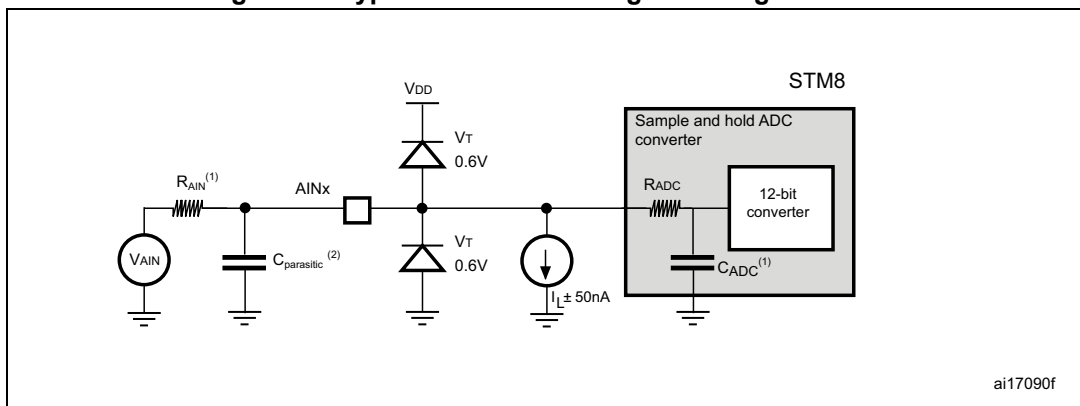 STM8
VDD
Sample and hold ADC
converter
VT
0.6V
RAIN(1)
AINx
RADC
12-bit
converter
VAIN
Cparasitic (2)
VT
0.6V
IL± 50nA
CADC(1)
ai17090f